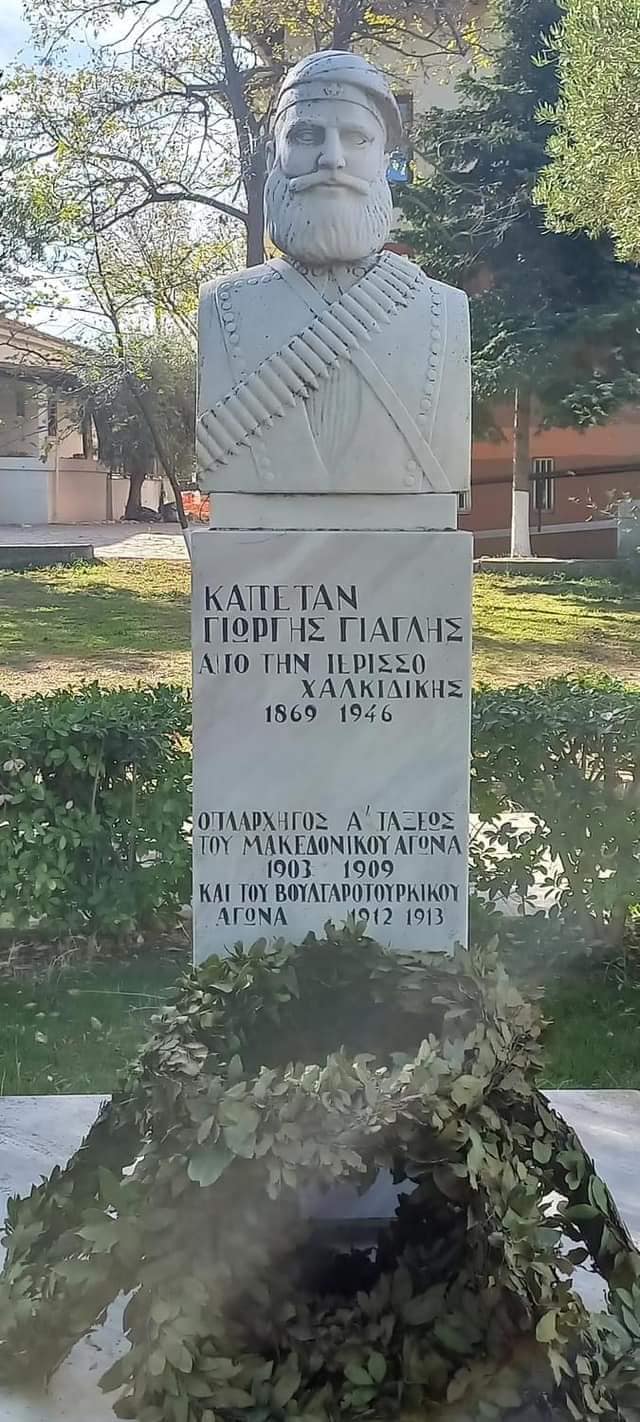 ΚΑΠΕΤΑΝ
ΓΙΩΡΓΗΣ ΓΙΑΓΛΗΣ
ΑΠΟ ΤΗΝ ΙΕΡΙΣΣΟ
ΧΑΛΚΙΔΙΚΗΣ
1869 1946
ΟΠΛΑΡΧΗΓΟΣ Α' ΤΑΞΕΩΣ
ΤΟΥ ΜΑΚΕΔΟΝΙΚΟΥ ΑΓΩΝΑ
1903 1909
ΚΑΙ ΤΟΥ ΒΟΥΛΓΑΡΟΤΟΥΡΚΙΚΟΥ
ΑΓΩΝΑ 1912 1913